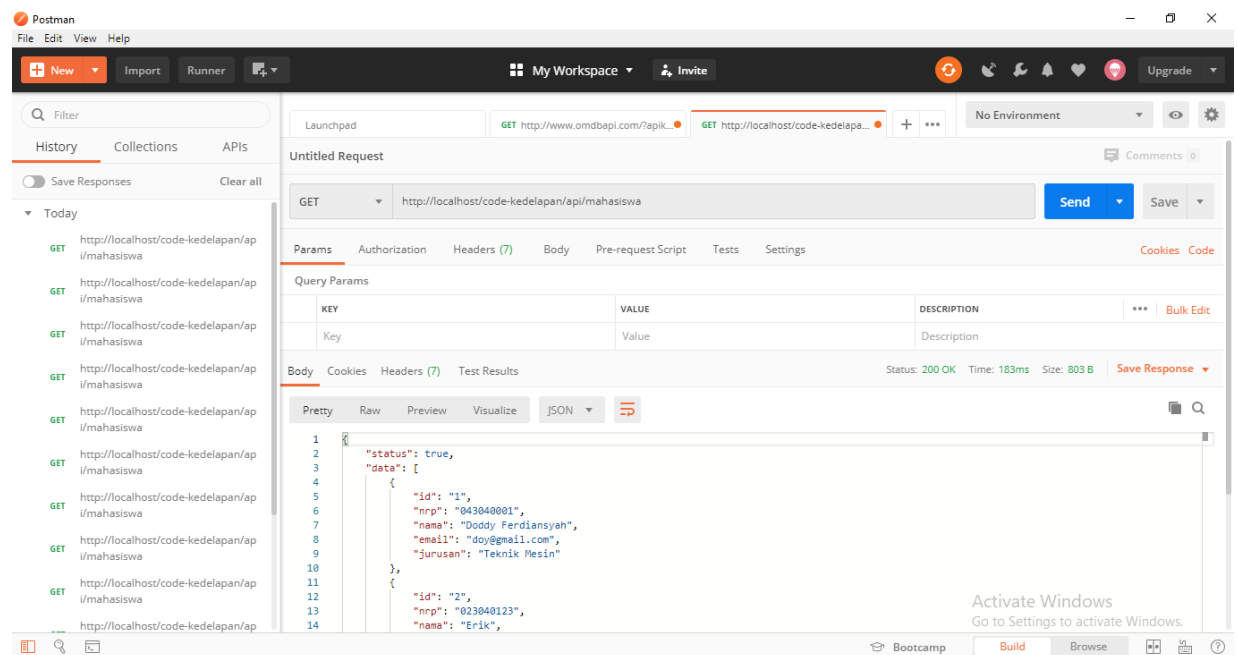 Postman
File Edit View Help
New Import Runner My Workspace Invite Upgrade
Filter
History Collections APIs
Save Responses Clear all
Today
GET http://localhost/code-kedelapan/ap
i/mahasiswa
GET http://localhost/code-kedelapan/ap
i/mahasiswa
GET http://localhost/code-kedelapan/ap
i/mahasiswa
GET http://localhost/code-kedelapan/ap
i/mahasiswa
GET http://localhost/code-kedelapan/ap
i/mahasiswa
GET http://localhost/code-kedelapan/ap
i/mahasiswa
GET http://localhost/code-kedelapan/ap
i/mahasiswa
GET http://localhost/code-kedelapan/ap
i/mahasiswa
GET http://localhost/code-kedelapan/ap
i/mahasiswa
http://localhost/code-kedelapan/ap
Launchpad GET http://www.omdbapi.com/?apik... GET http://localhost/code-kedelapa... + ••• No Environment
Untitled Request Comments 0
GET http://localhost/code-kedelapan/api/mahasiswa Send Save
Params Authorization Headers (7) Body Pre-request Script Tests Settings Cookies Code
Query Params
KEY VALUE DESCRIPTION ••• Bulk Edit
Key Value Description
Body Cookies Headers (7) Test Results Status: 200 OK Time: 183ms Size: 803 B Save Response
Pretty Raw Preview Visualize JSON
1 {
2 "status": true,
3 "data": [
4 {
5 "id": "1",
6 "nrp": "043040001",
7 "nama": "Doddy Ferdiansyah",
8 "email": "doy@gmail.com",
9 "jurusan": "Teknik Mesin"
10 },
11 {
12 "id": "2",
13 "nrp": "023040123",
14 "nama": "Erik",
Activate Windows
Go to Settings to activate Windows.
Bootcamp Build Browse